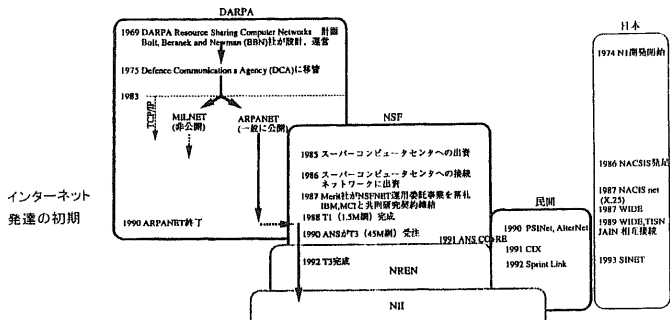 インターネット
発達の初期
DARPA
1969 DARPA Resource Sharing Computer Networks 計画
Bolt, Beranek and Newman (BBN)社が設計、運営
1975 Defence Communication s Agency (DCA)に移管
1983
TCP/IP
MILNET
(非公開)
ARPANET
(一般に公開)
1990 ARPANET終了
NSF
1985 スーパーコンピュータセンタへの出資
1986 スーパーコンピュータセンタへの接続
ネットワークに出資
1987 Merit社がNSFNET運用委託事業を落札
IBM,MCIと共同研究契約締結
1988 T1 (1.5M網) 完成
1990 ANSがT3 (45M網) 受注
1991 ANS CO+RE
1992 T3完成
NREN
NII
民間
1990 PSINet, AlterNet
1991 CIX
1992 Sprint Link
日本
1974 N1開発開始
1986 NACSIS発足
1987 NACIS net
(X.25)
1987 WIDE
1989 WIDE,TISN
JAIN 相互接続
1993 SINET